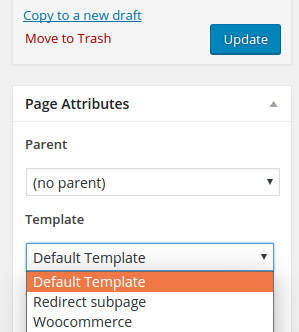 Copy to a new draft
Move to Trash
Update
Page Attributes
Parent
(no parent)
Template
Default Template
Default Template
Redirect subpage
Woocommerce